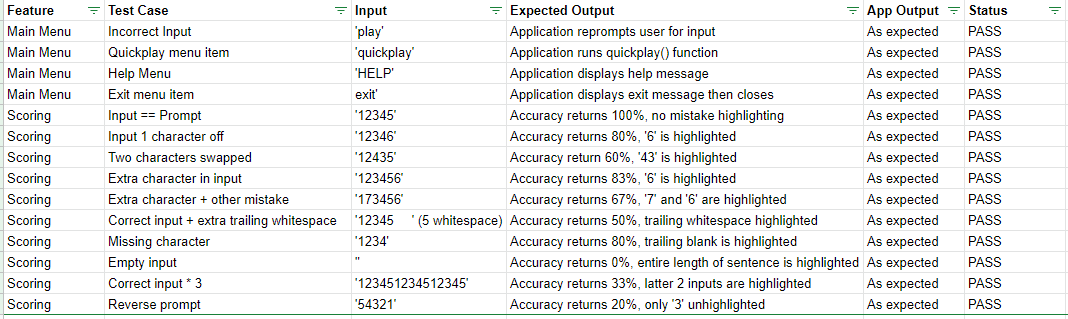 Feature Test Case Input Expected Output App Output Status
Main Menu Incorrect Input 'play' Application reprompts user for input As expected PASS
Main Menu Quickplay menu item 'quickplay' Application runs quickplay() function As expected PASS
Main Menu Help Menu 'HELP' Application displays help message As expected PASS
Main Menu Exit menu item exit' Application displays exit message then closes As expected PASS
Scoring Input == Prompt '12345' Accuracy returns 100%, no mistake highlighting As expected PASS
Scoring Input 1 character off '12346' Accuracy returns 80%, '6' is highlighted As expected PASS
Scoring Two characters swapped '12435' Accuracy return 60%, '43' is highlighted As expected PASS
Scoring Extra character in input '123456' Accuracy returns 83%, '6' is highlighted As expected PASS
Scoring Extra character + other mistake '173456' Accuracy returns 67%, '7' and '6' are highlighted As expected PASS
Scoring Correct input + extra trailing whitespace '12345     ' (5 whitespace) Accuracy returns 50%, trailing whitespace highlighted As expected PASS
Scoring Missing character '1234' Accuracy returns 80%, trailing blank is highlighted As expected PASS
Scoring Empty input '' Accuracy returns 0%, entire length of sentence is highlighted As expected PASS
Scoring Correct input * 3 '123451234512345' Accuracy returns 33%, latter 2 inputs are highlighted As expected PASS
Scoring Reverse prompt '54321' Accuracy returns 20%, only '3' unhighlighted As expected PASS